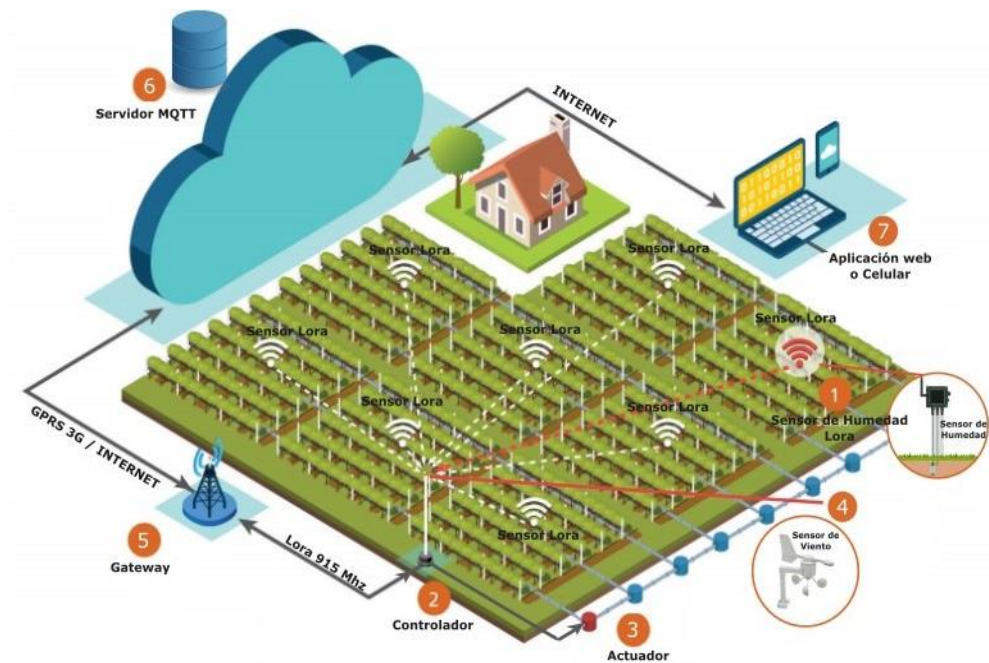 6
Servidor MQTT
INTERNET
7
Aplicación web
o Celular
Sensor Lora
Sensor Lora
Sensor Lora
Sensor Lora
Sensor Lora
1
Sensor de Humedad
Lora
Sensor de
Humedad
Sensor Lora
Sensor Lora
GPRS 3G / INTERNET
4
Sensor de
Viento
Sensor Lora
5
Gateway
Lora 915 Mhz
2
Controlador
3
Actuador